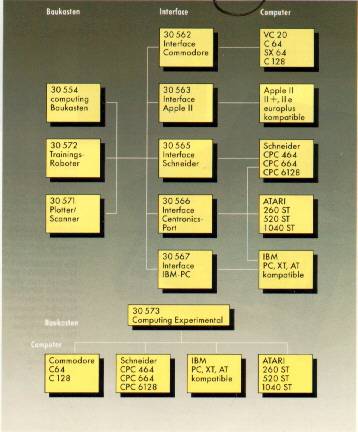 Baukasten
Interface
Computer
30 562
Interface
Commodore
VC 20
C 64
SX 64
C 128
30 554
computing
Baukasten
30 563
Interface
Apple II
Apple II
II +, II e
europlus
kompatible
30 572
Trainings-
Roboter
30 565
Interface
Schneider
Schneider
CPC 464
CPC 664
CPC 6128
30 571
Plotter/
Scanner
30 566
Interface
Centronics-
Port
ATARI
260 ST
520 ST
1040 ST
30 567
Interface
IBM-PC
IBM
PC, XT, AT
kompatible
30 573
Computing Experimental
Baukasten
Computer
Commodore
C64
C 128
Schneider
CPC 464
CPC 664
CPC 6128
IBM
PC, XT, AT
kompatible
ATARI
260 ST
520 ST
1040 ST